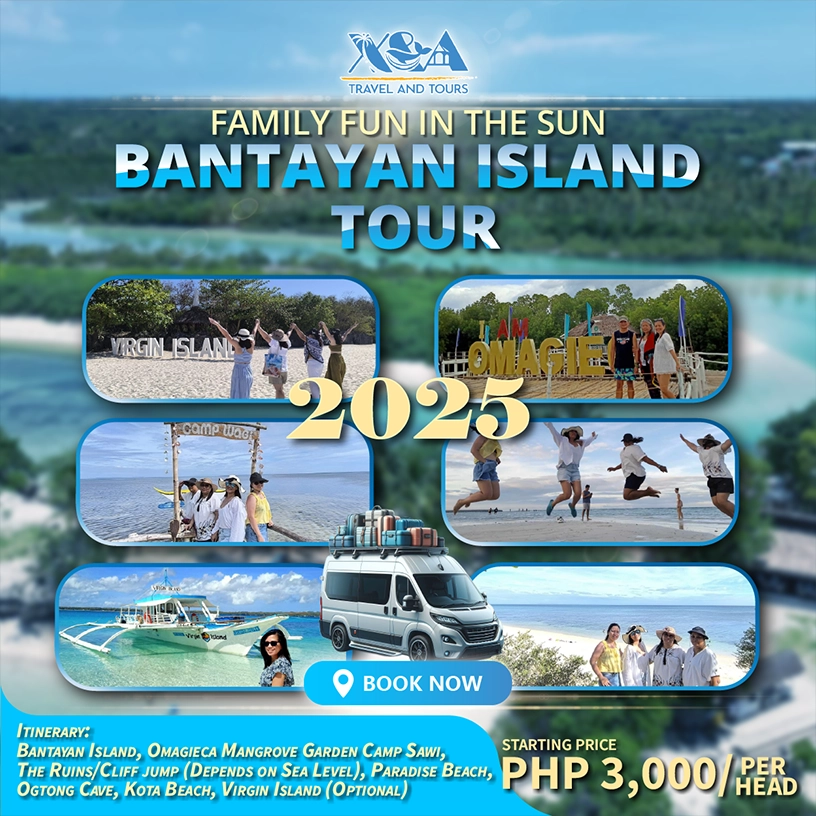 X&A
TRAVEL AND TOURS
FAMILY FUN IN THE SUN
BANTAYAN ISLAND
TOUR
VIRGIN ISLAND
I AM
OMAGIE
2025
CAMP
VIRGIN ISLAND
Virgin Island
BOOK NOW
ITINERARY:
BANTAYAN ISLAND, OMAGIECA MANGROVE GARDEN CAMP SAWI,
THE RUINS/CLIFF JUMP (DEPENDS ON SEA LEVEL), PARADISE BEACH,
OGTONG CAVE, KOTA BEACH, VIRGIN ISLAND (OPTIONAL)
STARTING PRICE
PHP 3,000/PER
HEAD